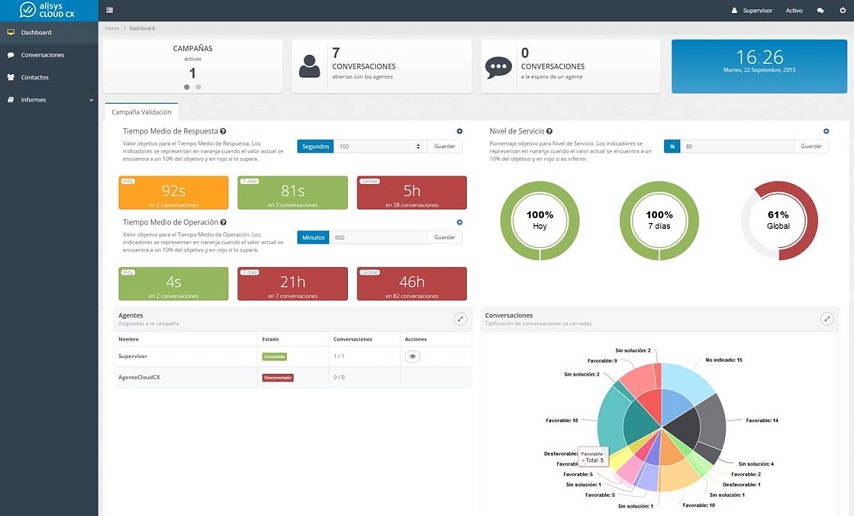 alisys
CLOUD CX
Supervisor
Activo
Dashboard
Conversaciones
Contactos
Informes
Home / Dashboard
CAMPAÑAS
activas
1
7
CONVERSACIONES
abiertas con los agentes
0
CONVERSACIONES
a la espera de un agente
16:26
Martes, 22 Septiembre, 2015
Campaña Validación
Tiempo Medio de Respuesta
Valor objetivo para el Tiempo Medio de Respuesta. Los
indicadores se representan en naranja cuando el valor actual se
encuentra a un 10% del objetivo y en rojo si lo supera.
Segundos 100 Guardar
Hoy
92s
en 2 conversaciones
7 días
81s
en 3 conversaciones
Global
5h
en 38 conversaciones
Tiempo Medio de Operación
Valor objetivo para el Tiempo Medio de Operación. Los
indicadores se representan en naranja cuando el valor actual se
encuentra a un 10% del objetivo y en rojo si lo supera.
Minutos 600 Guardar
Hoy
4s
en 2 conversaciones
7 días
21h
en 7 conversaciones
Global
46h
en 82 conversaciones
Nivel de Servicio
Porcentaje objetivo para Nivel de Servicio. Los indicadores se
representan en naranja cuando el valor actual se encuentra a un
10% del objetivo y en rojo si es inferior.
% 80 Guardar
100%
Hoy
100%
7 días
61%
Global
Agentes
Asignados a la campaña
Nombre Estado Conversaciones Acciones
Supervisor Conectado 1 / 1
AgenteCloudCX Desconectado 0 / 0
Conversaciones
Tipificación de conversaciones ya cerradas
Sin solución: 2
Favorable: 9
No indicado: 15
Sin solución: 2
Favorable: 18
Favorable: 14
Desfavorable:
Favorable
Total: 5
Sin solución: 4
Favorable: 2
Favorable: 5
Desfavorable: 1
Sin solución: 1
Sin solución: 1
Favorable: 5
Favorable: 10
Sin solución: 1